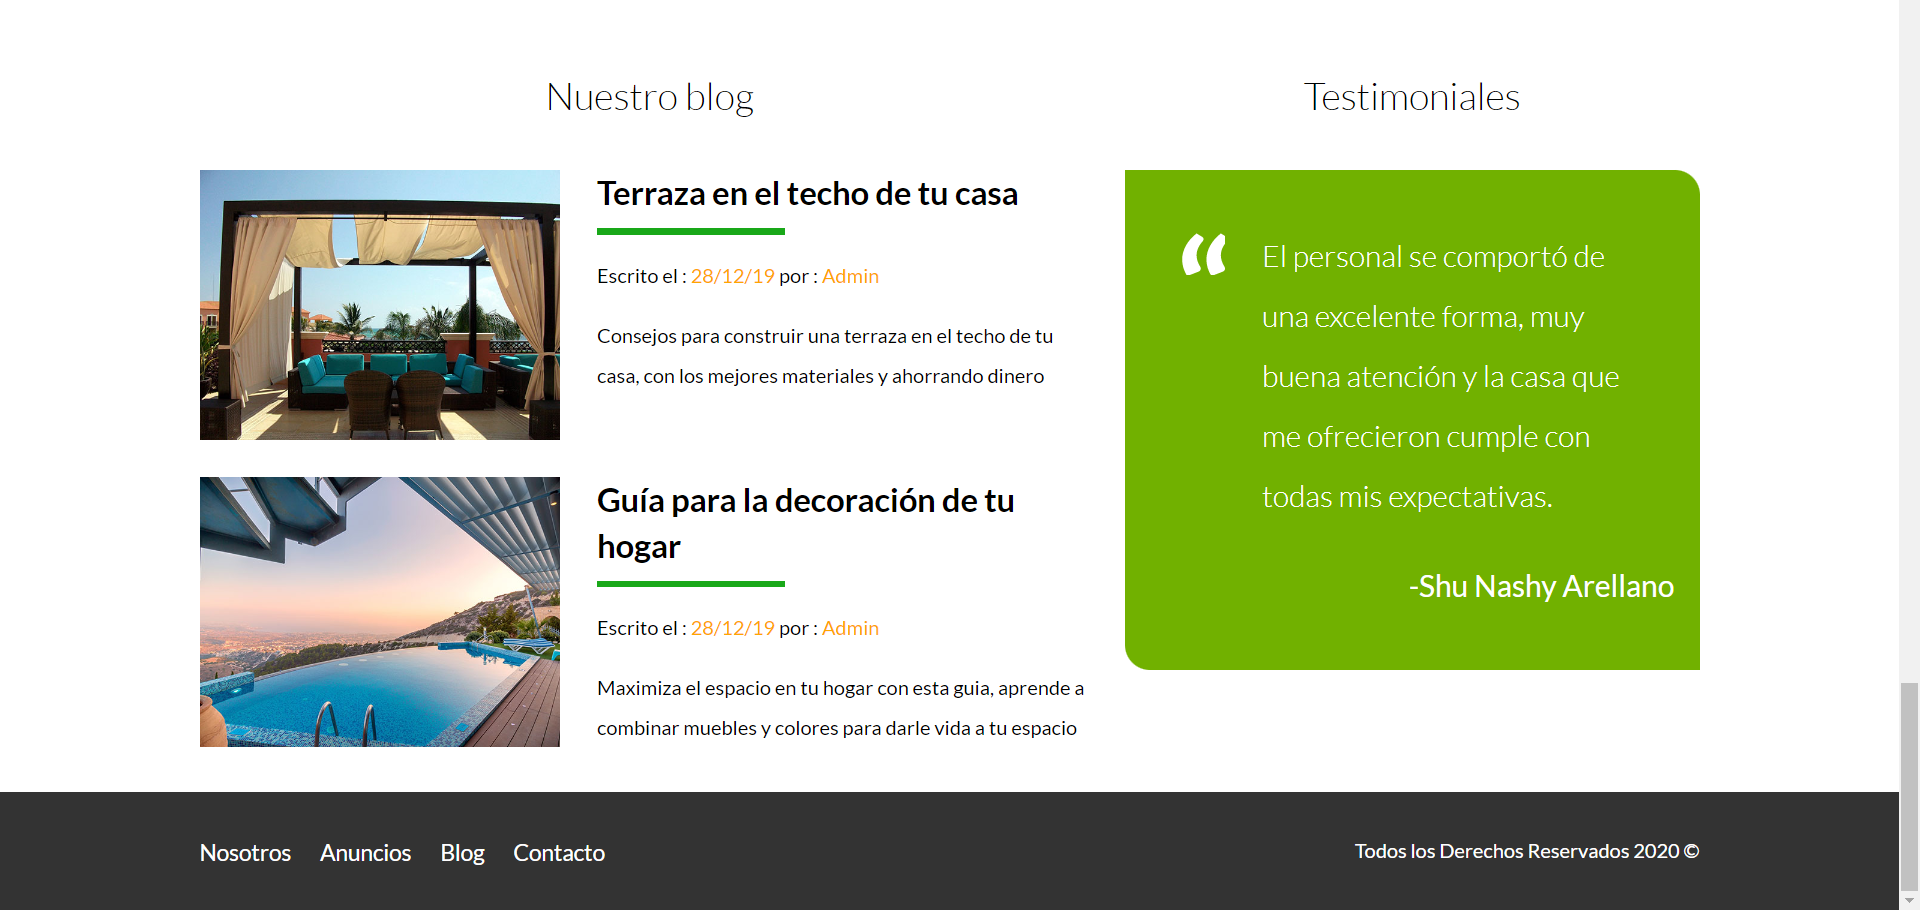 Nuestro blog
Terraza en el techo de tu casa
Escrito el : 28/12/19 por : Admin
Consejos para construir una terraza en el techo de tu
casa, con los mejores materiales y ahorrando dinero
Guía para la decoración de tu
hogar
Escrito el : 28/12/19 por : Admin
Maximiza el espacio en tu hogar con esta guia, aprende a
combinar muebles y colores para darle vida a tu espacio
Testimoniales
“ El personal se comportó de
una excelente forma, muy
buena atención y la casa que
me ofrecieron cumple con
todas mis expectativas.
-Shu Nashy Arellano
Nosotros Anuncios Blog Contacto
Todos los Derechos Reservados 2020 ©